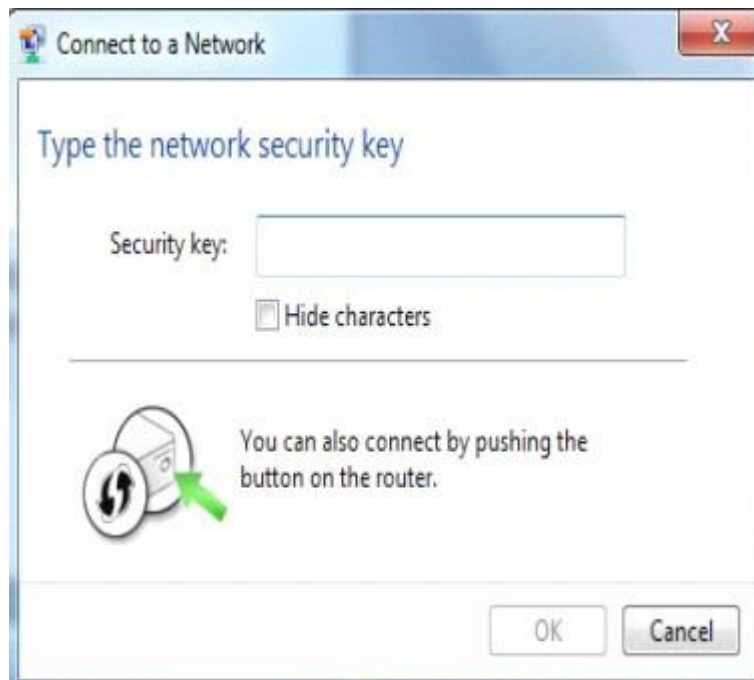 Connect to a Network
X
Type the network security key
Security key:
Hide characters
You can also connect by pushing the
button on the router.
OK
Cancel